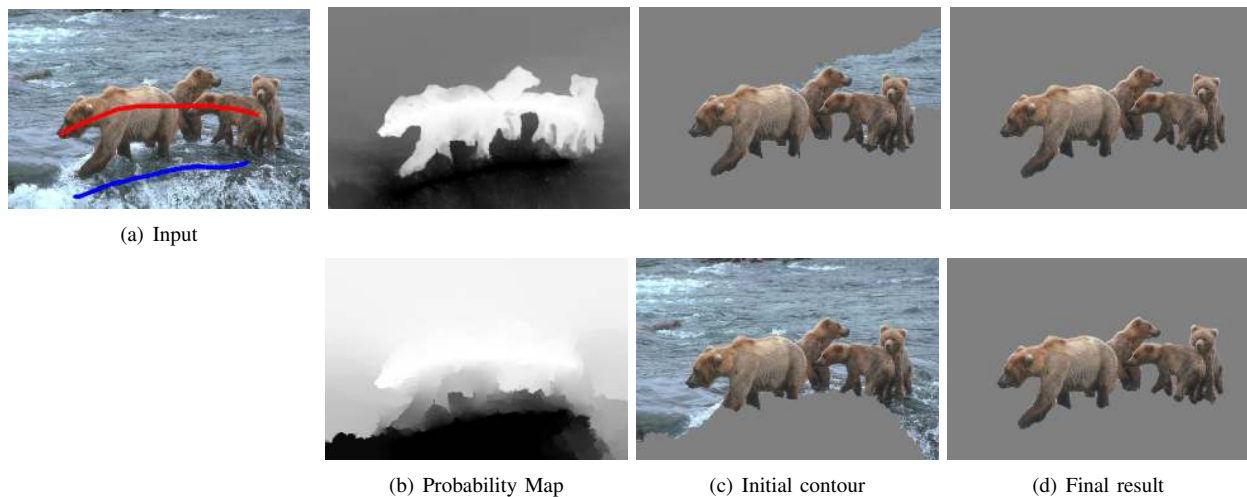 (a) Input
(b) Probability Map
(c) Initial contour
(d) Final result